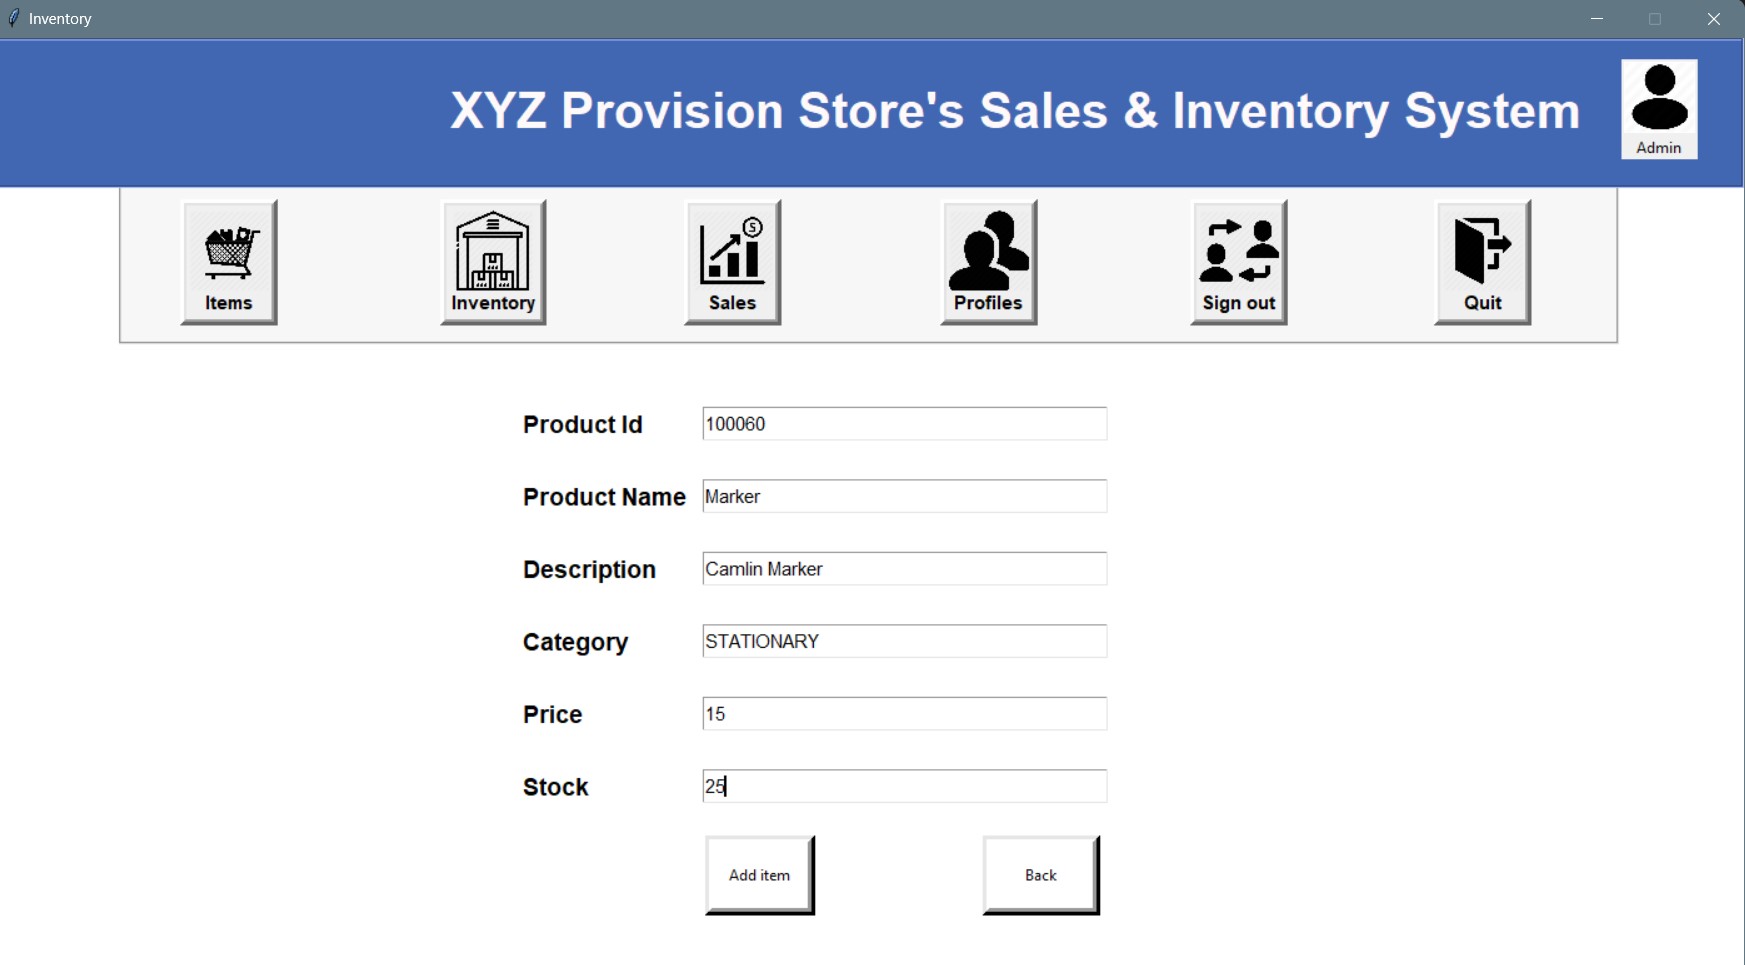 Inventory
XYZ Provision Store's Sales & Inventory System
Admin
Items
Inventory
Sales
Profiles
Sign out
Quit
Product Id 100060
Product Name Marker
Description Camlin Marker
Category STATIONARY
Price 15
Stock 25
Add item
Back